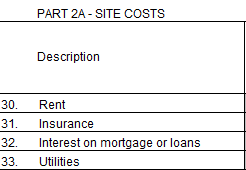 PART 2A - SITE COSTS
Description
30. Rent
31. Insurance
32. Interest on mortgage or loans
33. Utilities